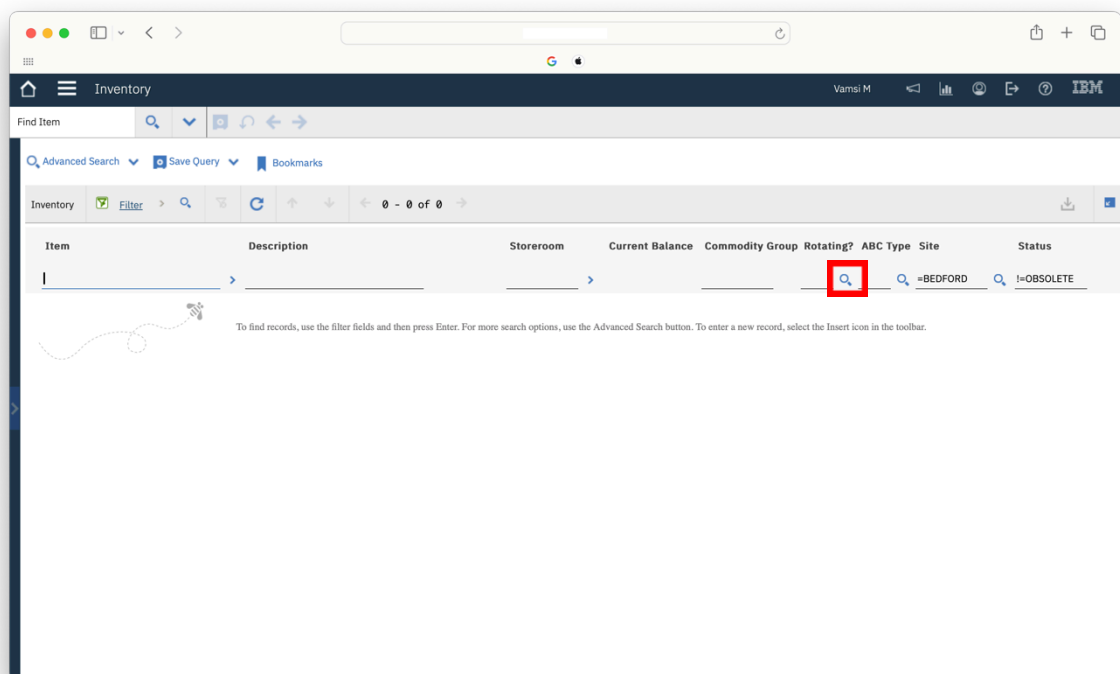 Inventory
Vamsi M
IBM
Find Item
Advanced Search
Save Query
Bookmarks
Inventory
Filter
0 - 0 of 0
Item Description Storeroom Current Balance Commodity Group Rotating? ABC Type Site Status
=BEDFORD !=OBSOLETE
To find records, use the filter fields and then press Enter. For more search options, use the Advanced Search button. To enter a new record, select the Insert icon in the toolbar.